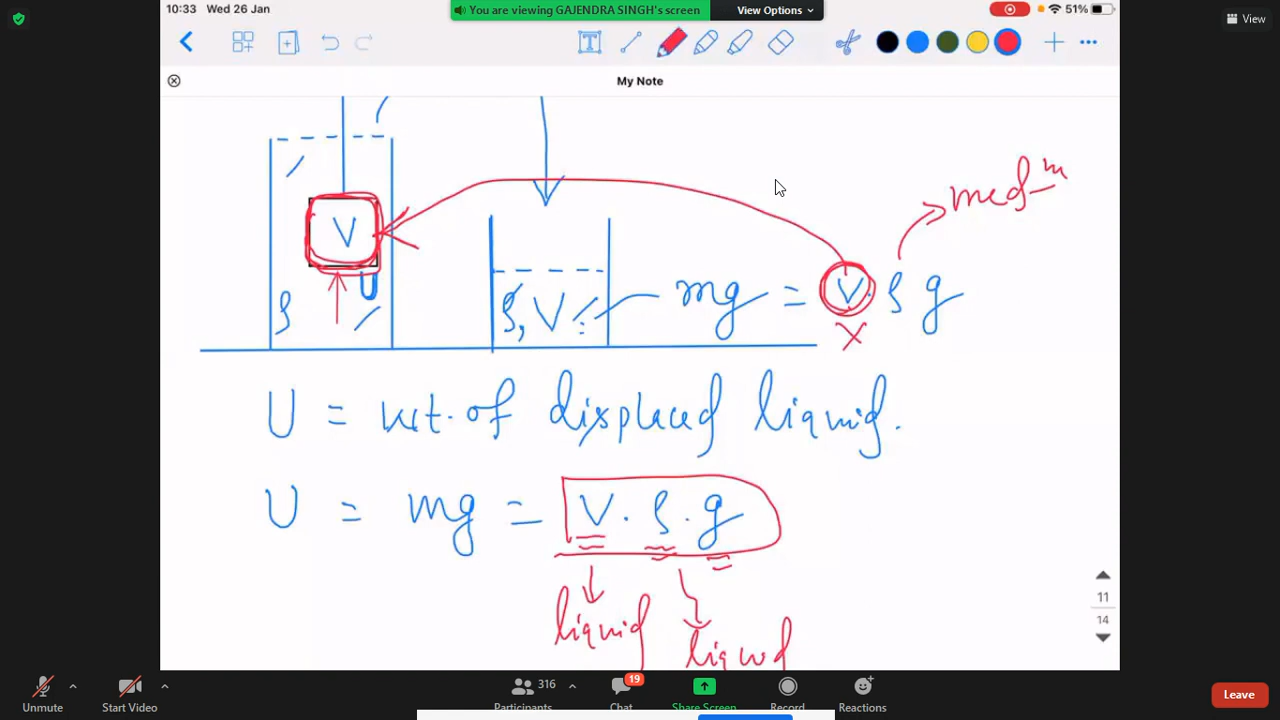 10:33 Wed 26 Jan
You are viewing GAJENDRA SINGH's screen
View Options
51%
View
My Note
med-m
V
U
ρ
ρ, V
mg = V. ρ g
X
U = wt. of displaced liquid.
U = mg = V. ρ. g
liquid
liquid
11
14
Unmute
Start Video
316
Participants
19
Chat
Share Screen
Record
Reactions
Leave